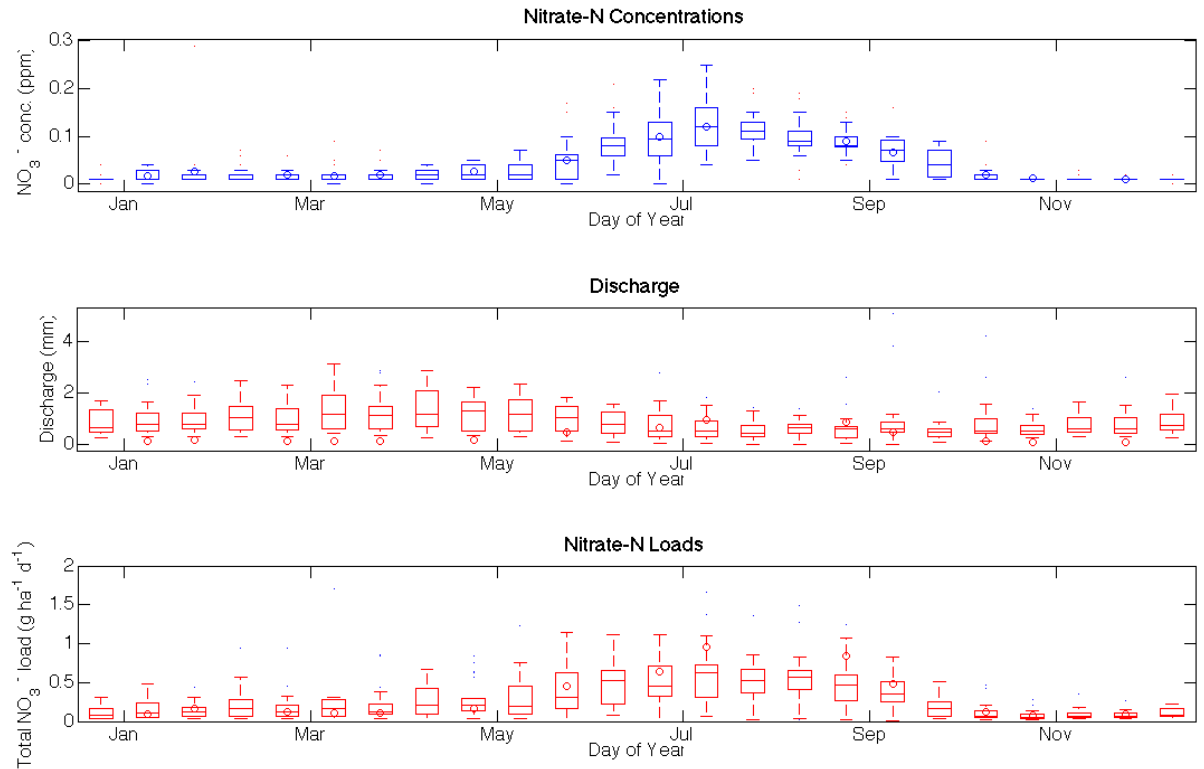 Nitrate-N Concentrations
NO₃⁻ conc. (ppm)
0.3
0.2
0.1
0
Jan Mar May Jul Sep Nov
Day of Year
Discharge
Discharge (mm)
4
2
0
Jan Mar May Jul Sep Nov
Day of Year
Nitrate-N Loads
Total NO₃⁻ load (g ha⁻¹ d⁻¹)
2
1.5
1
0.5
0
Jan Mar May Jul Sep Nov
Day of Year